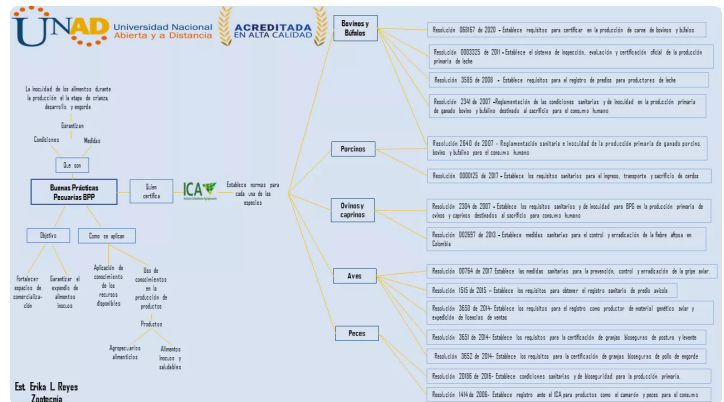 UNAD
Universidad Nacional
Abierta y a Distancia
ACREDITADA
EN ALTA CALIDAD
La inocuidad de los alimentos durante
la producción el la etapa de crianza,
desarrollo y engorde
Garantizan
Condiciones
Medidas
Que son
Buenas Prácticas
Pecuarias BPP
Quien
certifica
ICA
Establece normas para
cada una de las
especies
Objetivo
Como se aplican
Fortalecer
espacios de
comercializa-
ción
Garantizar el
expendio de
alimentos
inocuos
Aplicación de
conocimiento
de los
recursos
disponibles
Uso de
conocimientos
en la
producción de
productos
Productos
Agropecuarios
alimenticios
Alimentos
inocuos y
saludables
Est Erika L. Reyes
Zootecnia
Bovinos y
Búfalos
Resolución 068167 de 2020 - Establece requisitos para certificar en la producción de carne de bovinos y búfalos
Resolución 0003335 de 2011 - Establece el sistema de inspección, evaluación y certificación oficial de la producción
primaria de leche
Resolución 3585 de 2008 - Establece requisitos para el registro de predios para productores de leche
Resolución 2341 de 2007 -Reglamentación de las condiciones sanitarias y de inocuidad en la producción primaria
de ganado bovino y bufalino destinado al sacrificio para el consumo humano
Porcinos
Resolución 2640 de 2007 - Reglamentación sanitaria e inocuidad de la producción primaria de ganado porcino,
bovino y bufalino para el consumo humano
Resolución 0000125 de 2017 - Establece los requisitos sanitarios para el ingreso, transporte y sacrificio de cerdos
Ovinos y
caprinos
Resolución 2304 de 2007 - Establece requisitos sanitarios y de inocuidad para BPG en la producción primaria de
ovinos y caprinos destinados al sacrificio para consumo humano
Resolución 002697 de 2013 - Establece medidas sanitarias para el control y erradicación de la fiebre aftosa en
Colombia
Aves
Resolución 00764 de 2017 Establece las medidas sanitarias para la prevención, control y erradicación de la gripe aviar.
Resolución 1515 de 2015 - Establece los requisitos para obtener el registro sanitario de predio avícola
Resolución 3650 de 2014- Establece los requisitos para el registro como productor de material genético aviar y
expedición de licencias de ventas
Resolución 3651 de 2014- Establece los requisitos para la certificación de granjas bioseguras de postura y levante
Resolución 3652 de 2014- Establece los requisitos para la certificación de granjas bioseguras de pollo de engorde
Peces
Resolución 20186 de 2016- Establece condiciones sanitarias y de bioseguridad para la producción primaria
Resolución 1414 de 2006- Establece registro ante el ICA para productos como el camarón y peces para el consumo